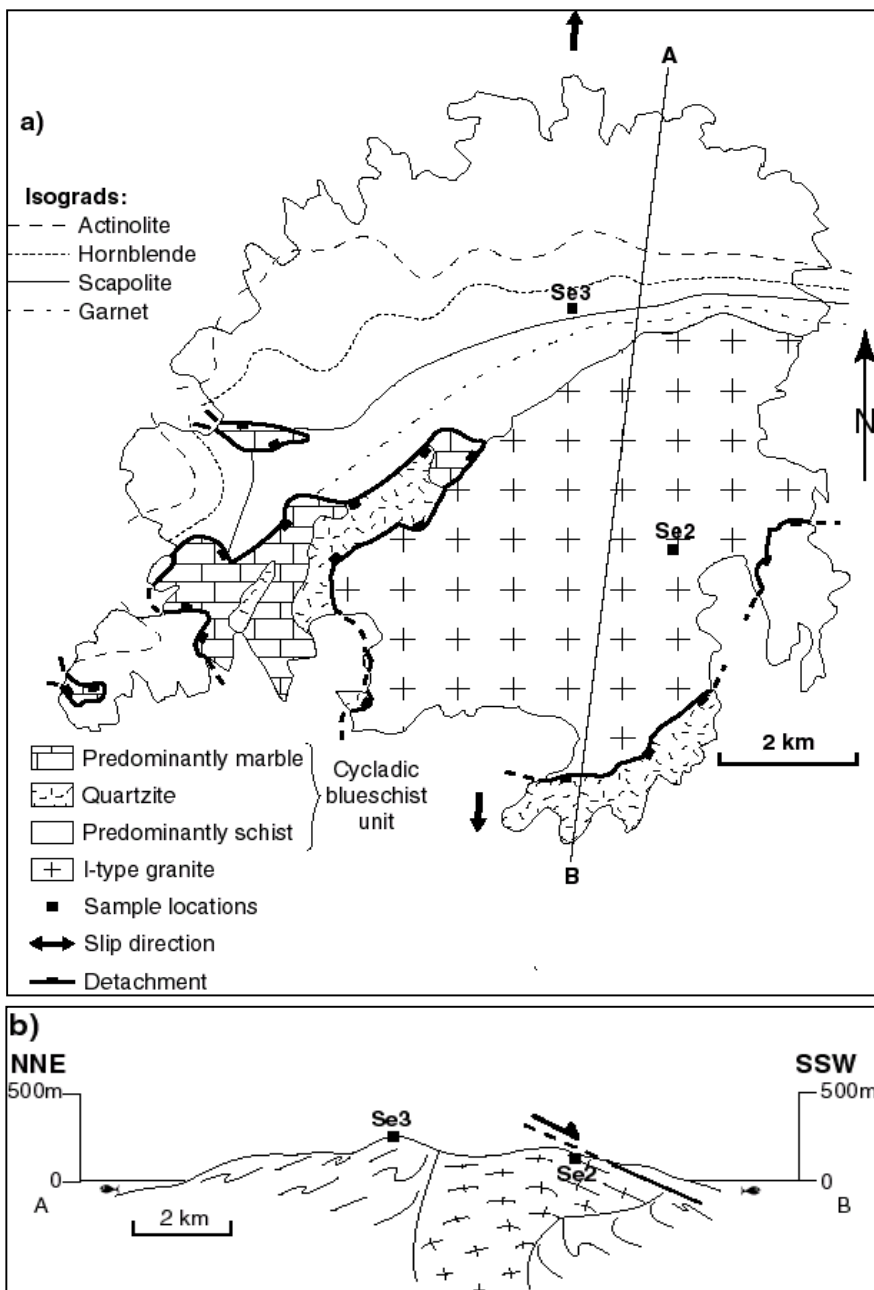 A
a)
Isograds:
Actinolite
Hornblende
Scapolite
Garnet
Se3
N
Se2
2 km
B
Predominantly marble
Quartzite
Predominantly schist
Cycladic
blueschist
unit
I-type granite
Sample locations
Slip direction
Detachment
b)
NNE
SSW
500m
500m
Se3
Se2
0
0
A
B
2 km